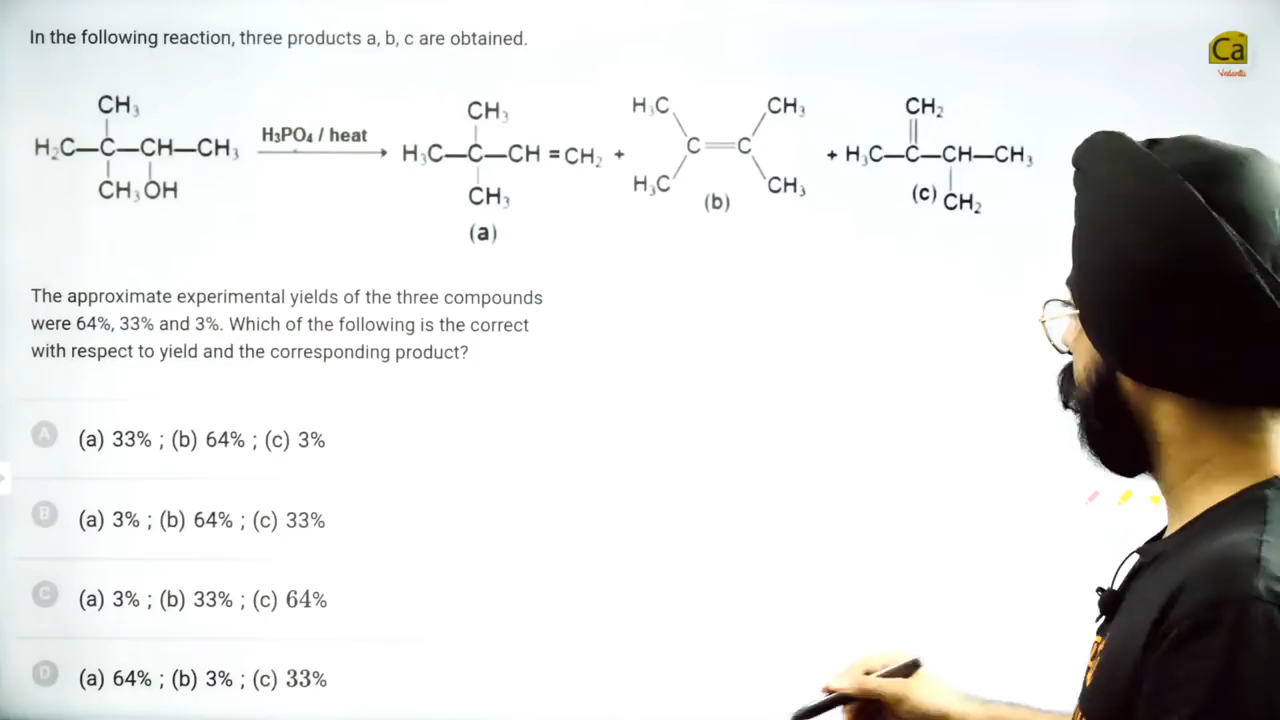 In the following reaction, three products a, b, c are obtained.
Ca
Vedantu
CH₃
H₂C—C—CH—CH₃
CH₃ OH
H₃PO₄ / heat
CH₃
H₃C—C—CH = CH₂ +
CH₃
(a)
H₃C CH₃
C=C
H₃C CH₃
(b)
CH₂
+ H₃C—C—CH—CH₃
(c) CH₂
The approximate experimental yields of the three compounds
were 64%, 33% and 3%. Which of the following is the correct
with respect to yield and the corresponding product?
A (a) 33% ; (b) 64% ; (c) 3%
B (a) 3% ; (b) 64% ; (c) 33%
C (a) 3% ; (b) 33% ; (c) 64%
D (a) 64% ; (b) 3% ; (c) 33%